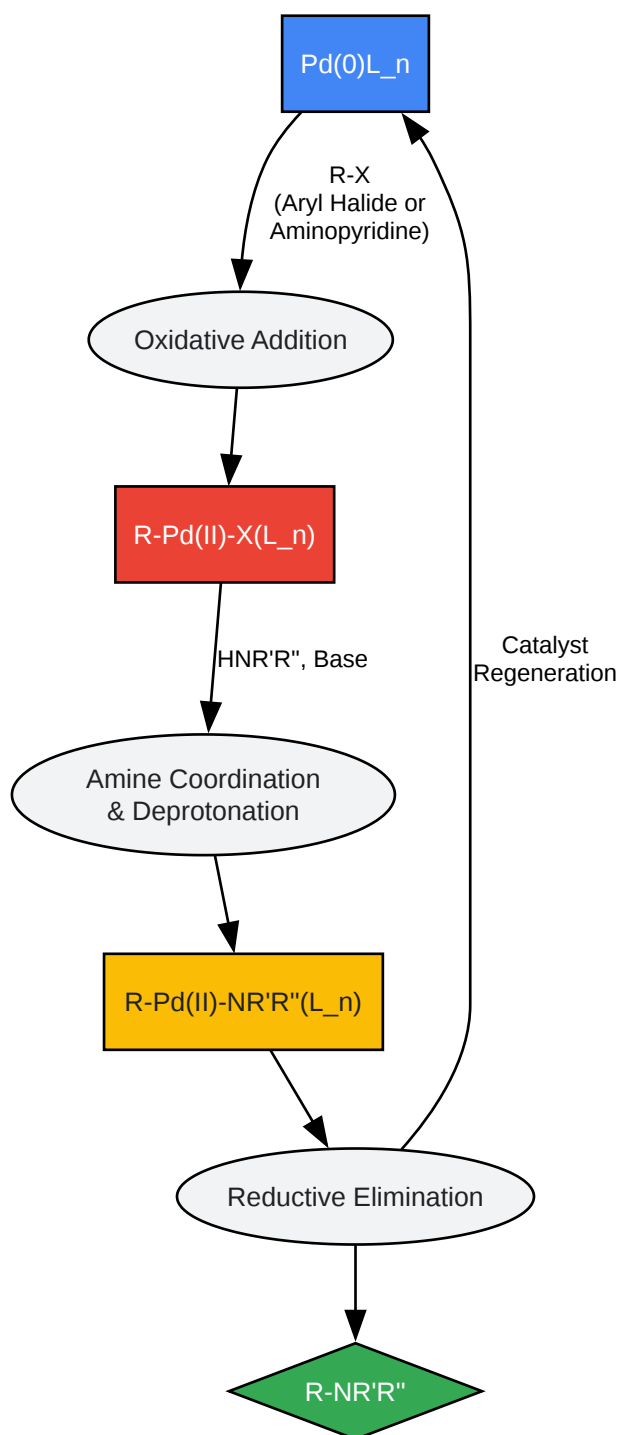 Pd(0)L_n
R-X
(Aryl Halide or
Aminopyridine)
Oxidative Addition
R-Pd(II)-X(L_n)
HNR'R", Base
Catalyst
Regeneration
Amine Coordination
& Deprotonation
R-Pd(II)-NR'R"(L_n)
Reductive Elimination
R-NR'R"